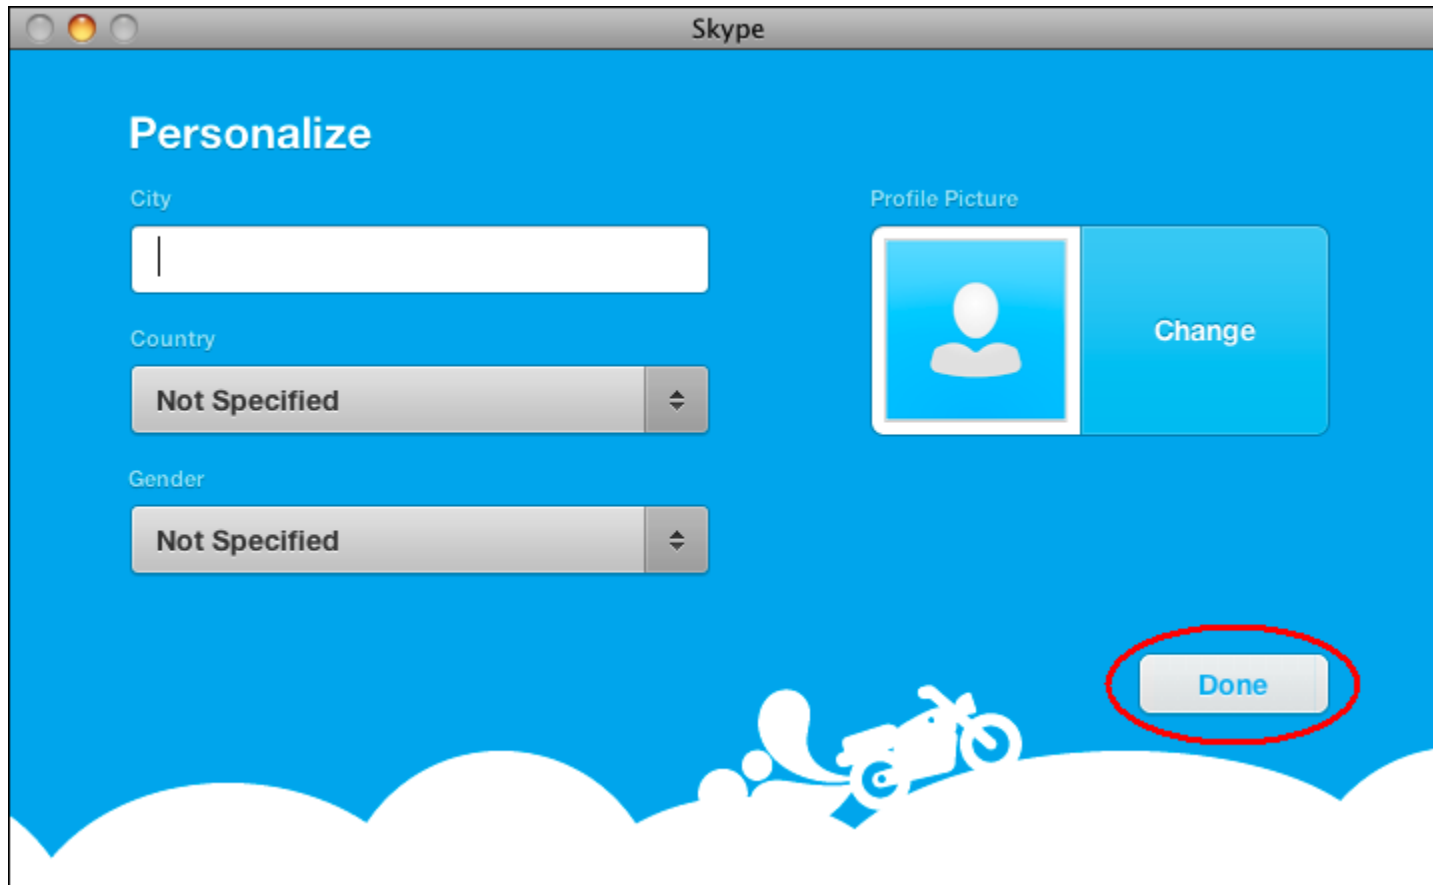 Skype
Personalize
City
Country
Not Specified
Gender
Not Specified
Profile Picture
Change
Done